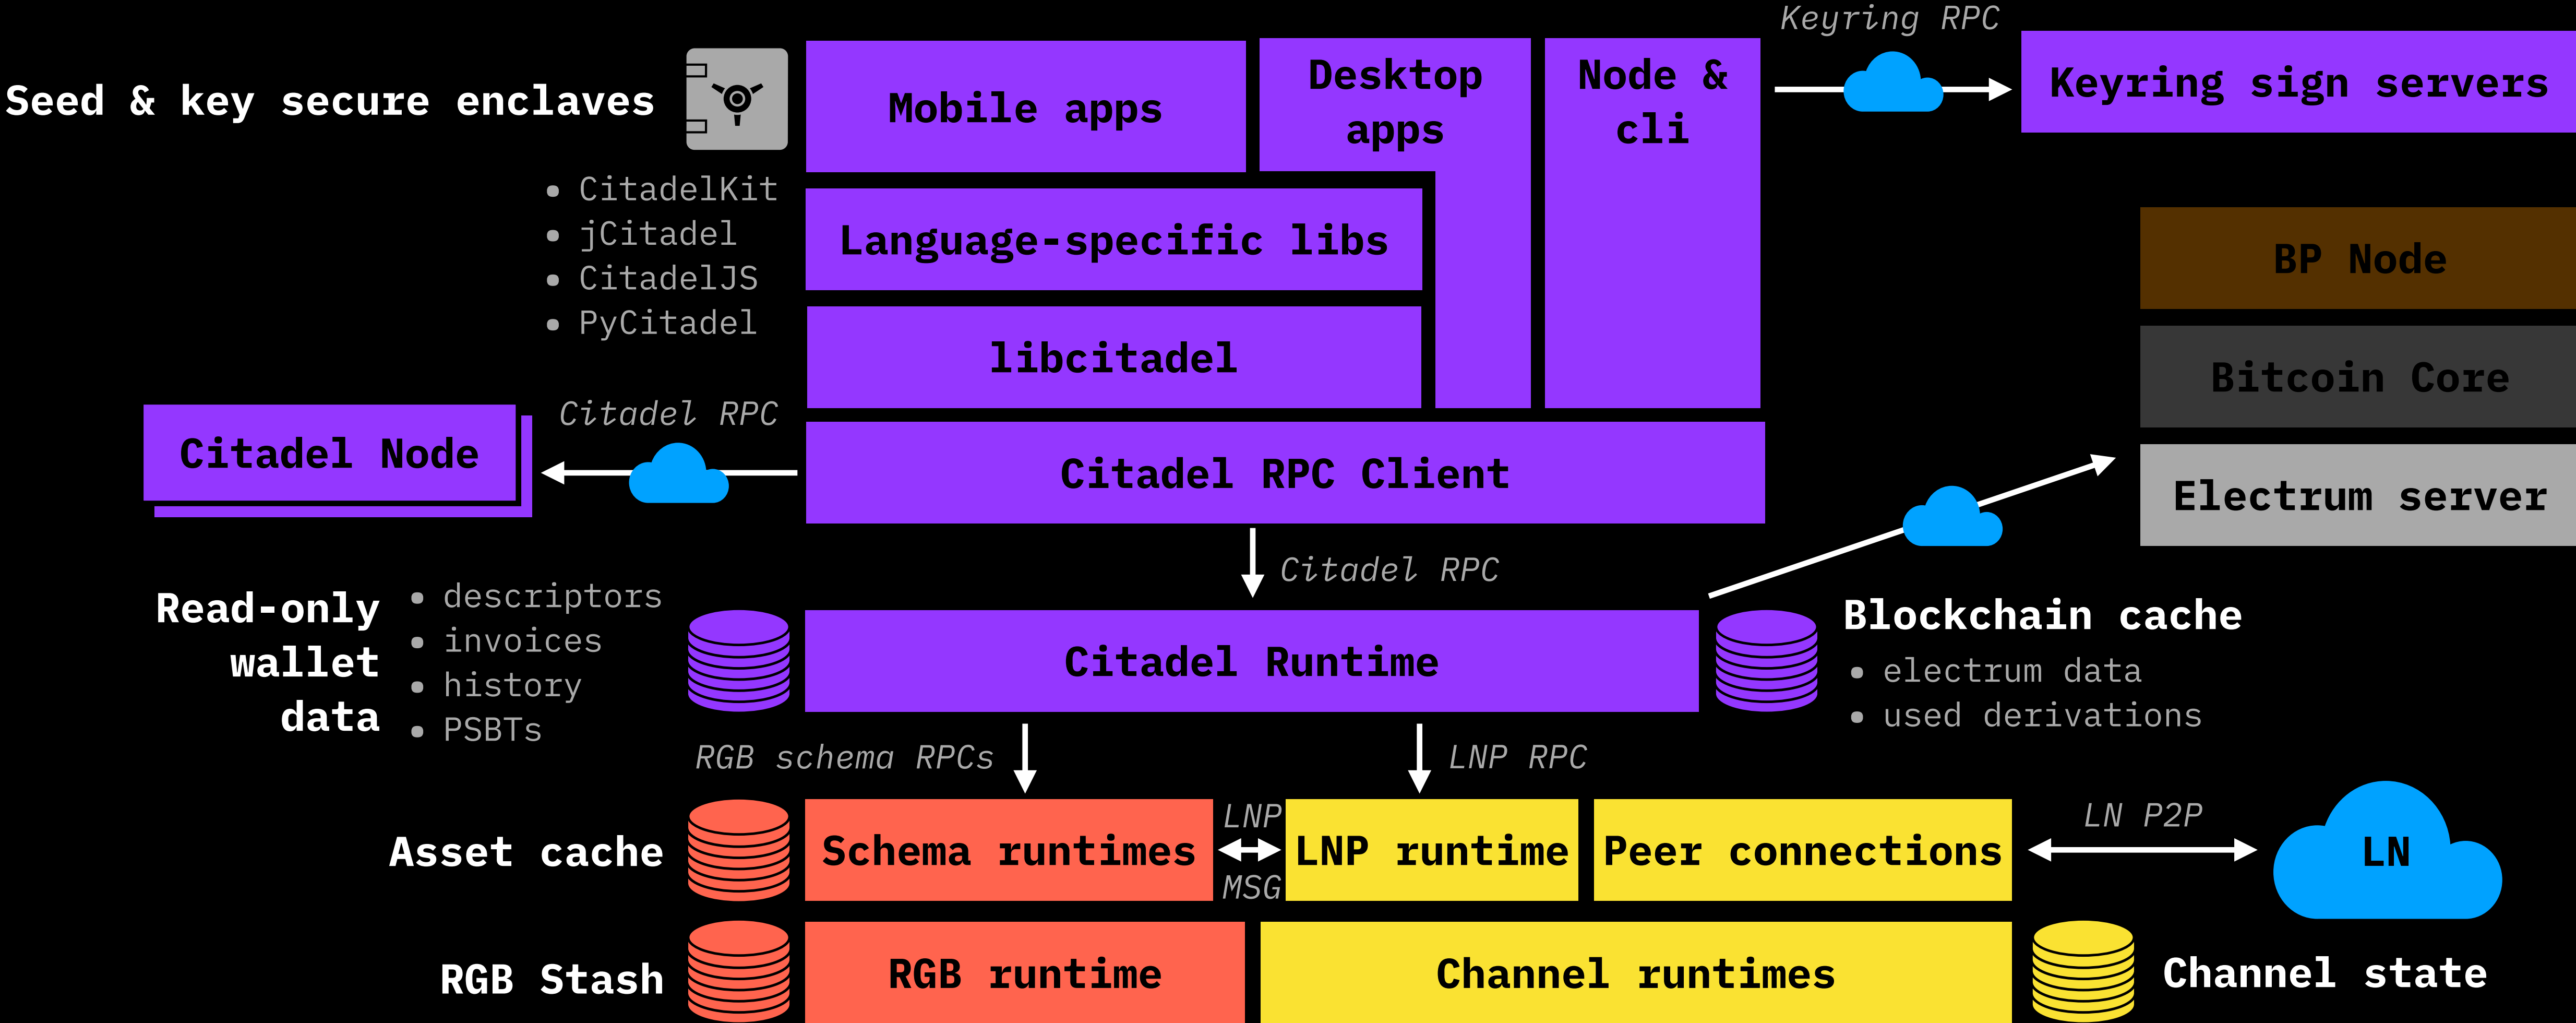 Keyring RPC
Seed & key secure enclaves
Mobile apps
Desktop
apps
Node &
cli
Keyring sign servers
• CitadelKit
• jCitadel
• CitadelJS
• PyCitadel
Language-specific libs
libcitadel
BP Node
Bitcoin Core
Electrum server
Citadel Node
Citadel RPC
Citadel RPC Client
Citadel RPC
Read-only
wallet
data
• descriptors
• invoices
• history
• PSBTs
Citadel Runtime
Blockchain cache
• electrum data
• used derivations
RGB schema RPCs
LNP RPC
Asset cache
Schema runtimes
LNP
MSG
LNP runtime
Peer connections
LN P2P
LN
RGB Stash
RGB runtime
Channel runtimes
Channel state